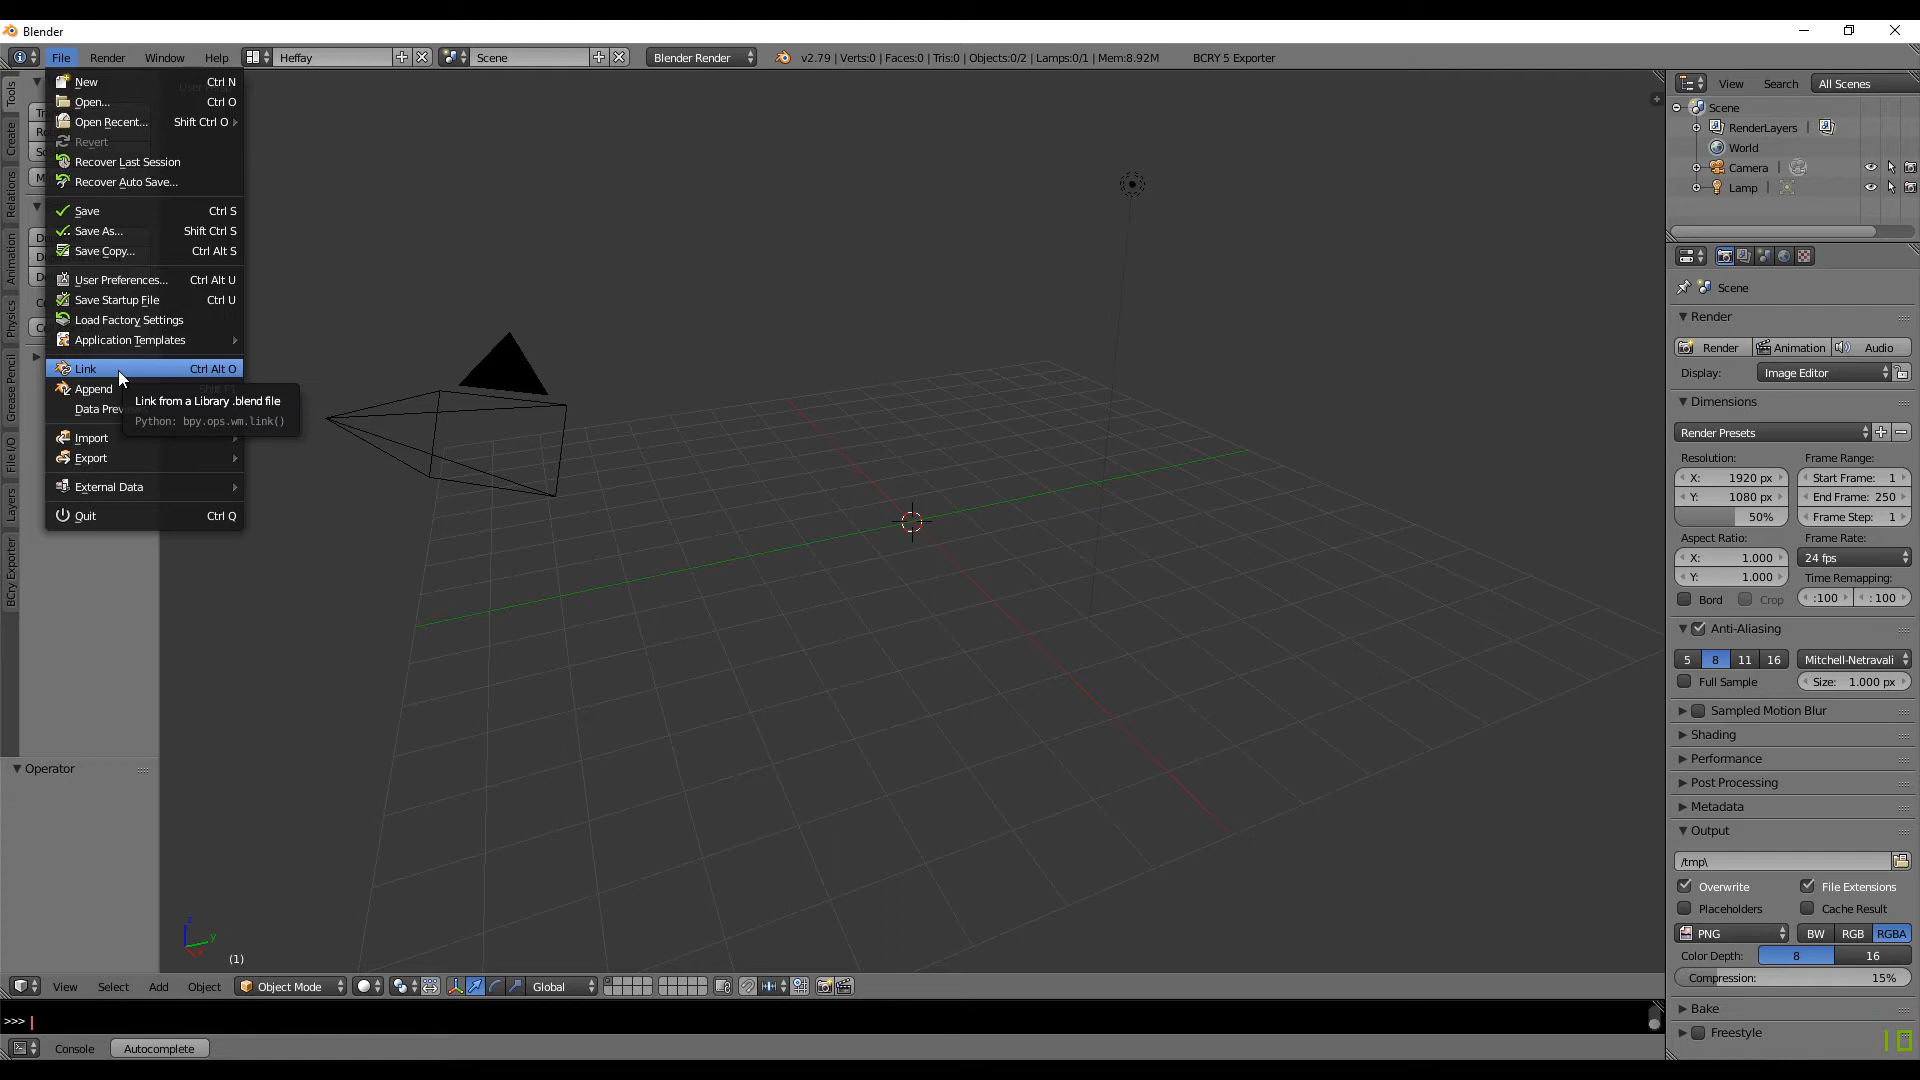 Blender
File Render Window Help Heffay Scene Blender Render v2.79 | Verts:0 | Faces:0 | Tris:0 | Objects:0/2 | Lamps:0/1 | Mem:8.92M BCRY 5 Exporter
New Ctrl N
Open... Ctrl O
Open Recent... Shift Ctrl O
Revert
Recover Last Session
Recover Auto Save...
Save Ctrl S
Save As... Shift Ctrl S
Save Copy... Ctrl Alt S
User Preferences... Ctrl Alt U
Save Startup File Ctrl U
Load Factory Settings
Application Templates
Link Ctrl Alt O
Append Shift F1
Data Prev
Link from a Library .blend file
Python: bpy.ops.wm.link()
Import
Export
External Data
Quit Ctrl Q
Tools
Create
Relations
Animation
Physics
Grease Pencil
File I/O
Layers
BCry Exporter
Operator
z
y
x
(1)
View Select Add Object Object Mode Global
>>>
Console Autocomplete
View Search All Scenes
Scene
RenderLayers |
World
Camera |
Lamp |
Scene
Render
Render Animation Audio
Display: Image Editor
Dimensions
Render Presets
Resolution: Frame Range:
X: 1920 px Start Frame: 1
Y: 1080 px End Frame: 250
50% Frame Step: 1
Aspect Ratio: Frame Rate:
X: 1.000 24 fps
Y: 1.000 Time Remapping:
Bord Crop :100 : 100
Anti-Aliasing
5 8 11 16 Mitchell-Netravali
Full Sample Size: 1.000 px
Sampled Motion Blur
Shading
Performance
Post Processing
Metadata
Output
/tmp\
Overwrite File Extensions
Placeholders Cache Result
PNG BW RGB RGBA
Color Depth: 8 16
Compression: 15%
Bake
Freestyle